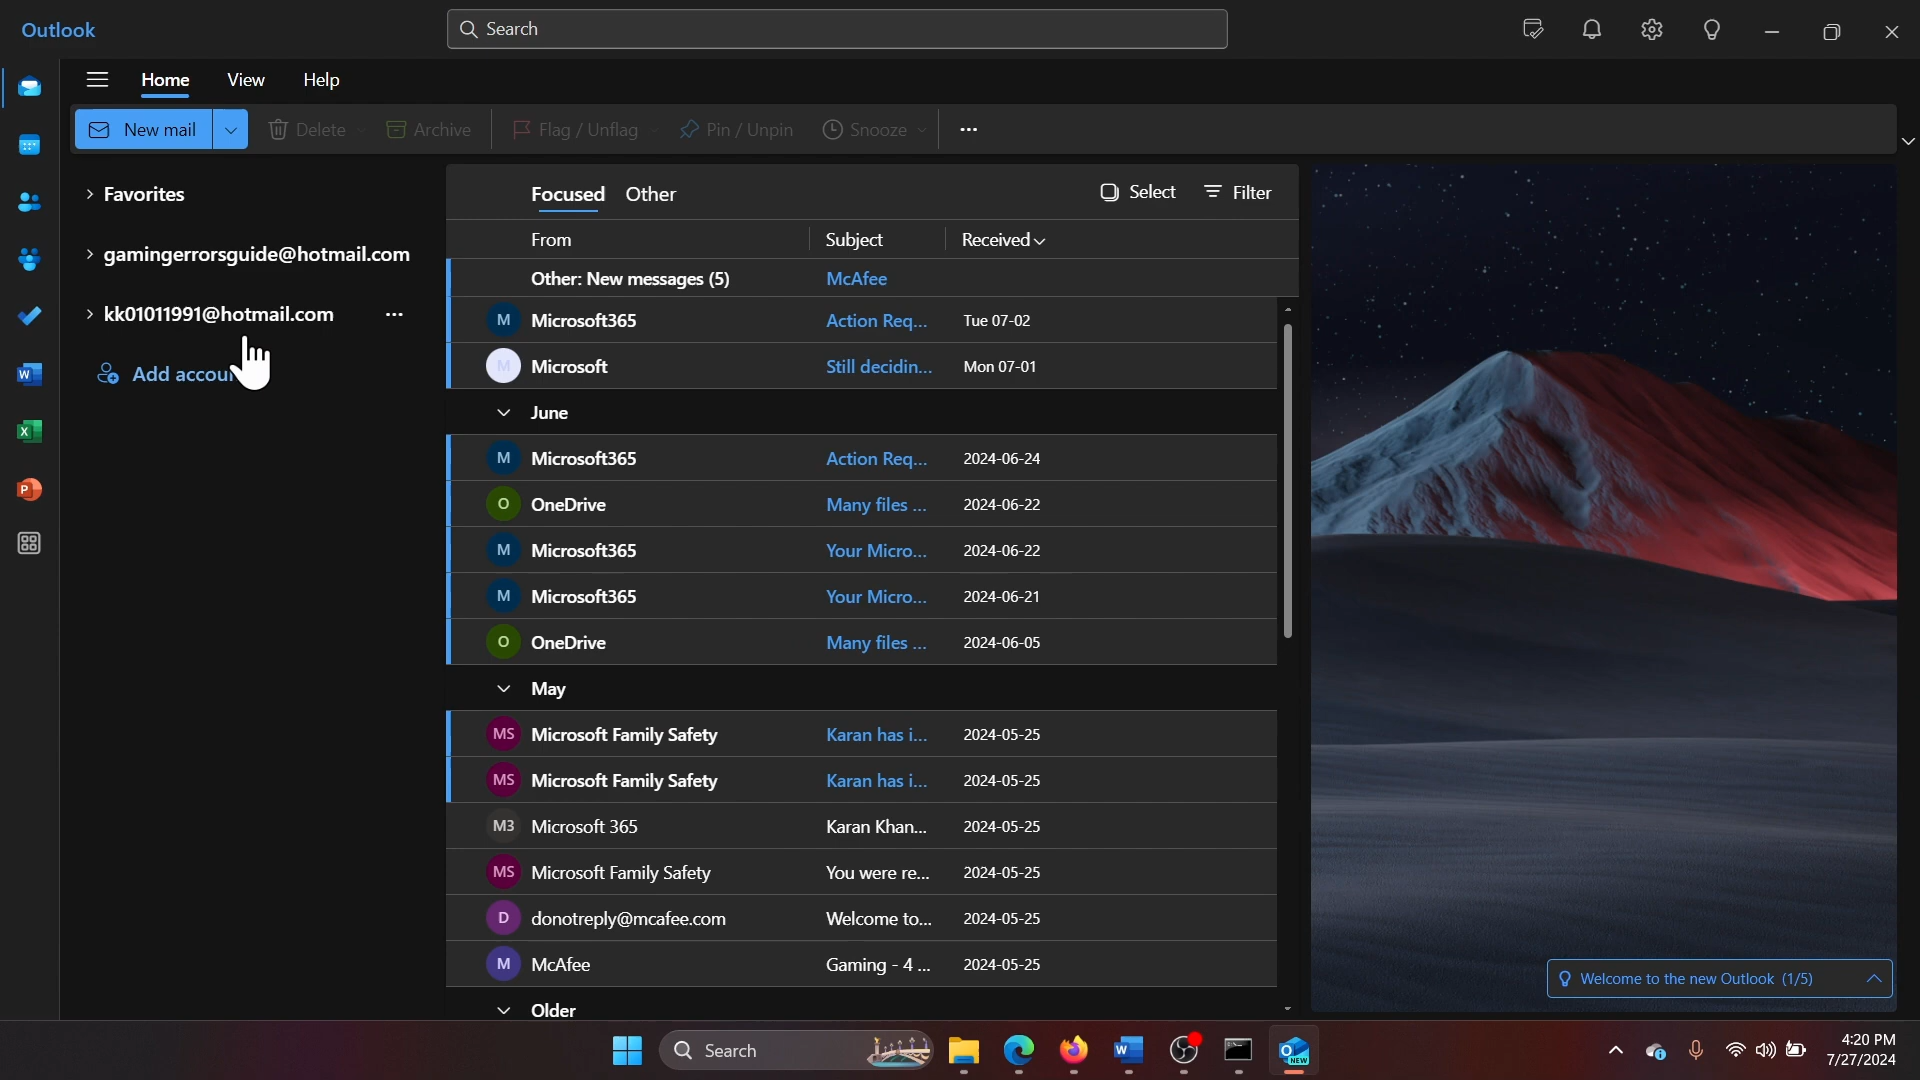 Outlook
Search
Home View Help
New mail Delete Archive Flag / Unflag Pin / Unpin Snooze ...
Favorites
gamingerrorsguide@hotmail.com
kk01011991@hotmail.com ...
Focused Other Select Filter
From Subject Received
Other: New messages (5) McAfee
M Microsoft365 Action Req... Tue 07-02
M Microsoft Still decidin... Mon 07-01
June
M Microsoft365 Action Req... 2024-06-24
O OneDrive Many files ... 2024-06-22
M Microsoft365 Your Micro... 2024-06-22
M Microsoft365 Your Micro... 2024-06-21
O OneDrive Many files ... 2024-06-05
May
MS Microsoft Family Safety Karan has i... 2024-05-25
MS Microsoft Family Safety Karan has i... 2024-05-25
M3 Microsoft 365 Karan Khan... 2024-05-25
MS Microsoft Family Safety You were re... 2024-05-25
D donotreply@mcafee.com Welcome to... 2024-05-25
M McAfee Gaming - 4 ... 2024-05-25
Older
Add accoun
Welcome to the new Outlook (1/5)
Search
NEW
4:20 PM
7/27/2024